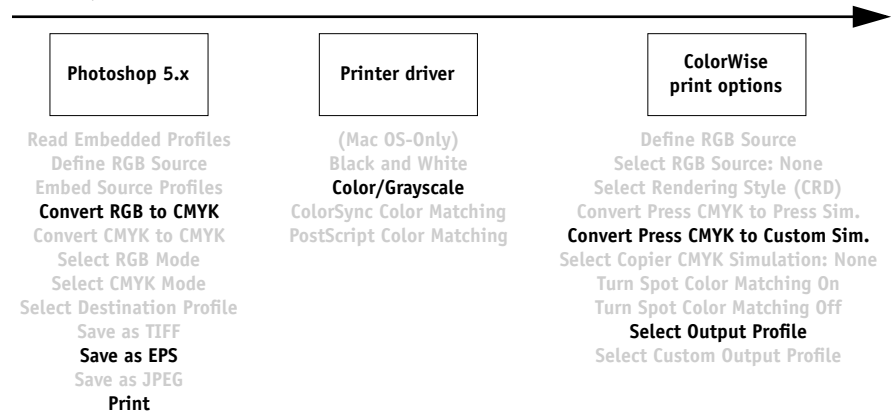 Photoshop 5.x
Read Embedded Profiles
Define RGB Source
Embed Source Profiles
Convert RGB to CMYK
Convert CMYK to CMYK
Select RGB Mode
Select CMYK Mode
Select Destination Profile
Save as TIFF
Save as EPS
Save as JPEG
Print
Printer driver
(Mac OS-Only)
Black and White
Color/Grayscale
ColorSync Color Matching
PostScript Color Matching
ColorWise
print options
Define RGB Source
Select RGB Source: None
Select Rendering Style (CRD)
Convert Press CMYK to Press Sim.
Convert Press CMYK to Custom Sim.
Select Copier CMYK Simulation: None
Turn Spot Color Matching On
Turn Spot Color Matching Off
Select Output Profile
Select Custom Output Profile